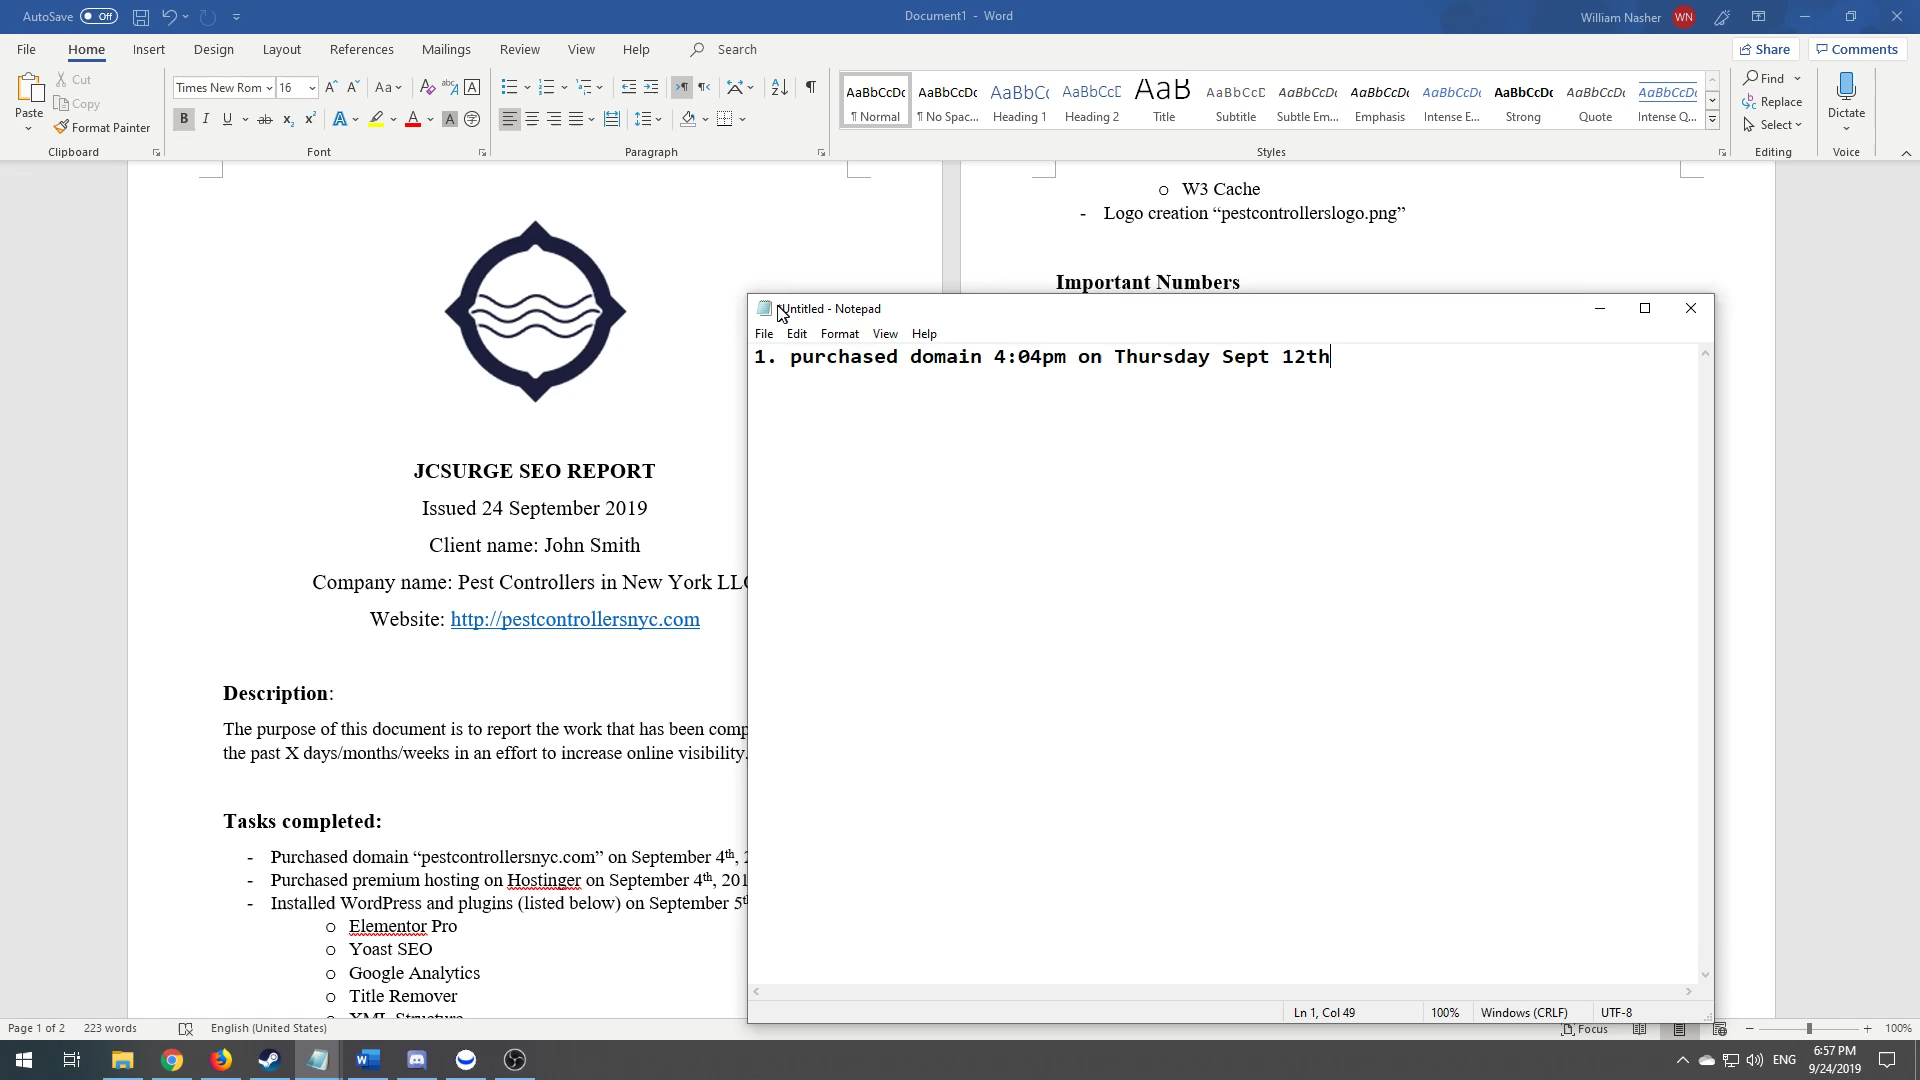 AutoSave Off
Document1 - Word
William Nasher WN
File Home Insert Design Layout References Mailings Review View Help Search
Share Comments
Paste
Cut
Copy
Format Painter
Clipboard
Times New Rom 16
Font
Paragraph
AaBbCcDc AaBbCcDc AaBbCc AaBbCcE AaB AaBbCcD AaBbCcDc AaBbCcDc AaBbCcDc AaBbCcDc AaBbCcDc AaBbCcDc
¶ Normal ¶ No Spac... Heading 1 Heading 2 Title Subtitle Subtle Em... Emphasis Intense E... Strong Quote Intense Q...
Styles
Find
Replace
Select
Editing
Dictate
Voice
JCSURGE SEO REPORT
Issued 24 September 2019
Client name: John Smith
Company name: Pest Controllers in New York
Website: http://pestcontrollersnyc.com
Description:
The purpose of this document is to report the work that has been
the past X days/months/weeks in an effort to increase online visibility.
Tasks completed:
- Purchased domain “pestcontrollersnyc.com” on September 4th,
- Purchased premium hosting on Hostinger on September 4th, 201
- Installed WordPress and plugins (listed below) on September 5th
o Elementor Pro
o Yoast SEO
o Google Analytics
o Title Remover
o XML Structure
o W3 Cache
- Logo creation “pestcontrollerslogo.png”
Important Numbers
*Untitled - Notepad
File Edit Format View Help
1. purchased domain 4:04pm on Thursday Sept 12th
Ln 1, Col 49 100% Windows (CRLF) UTF-8
Page 1 of 2 223 words English (United States)
Focus 100%
ENG
6:57 PM
9/24/2019